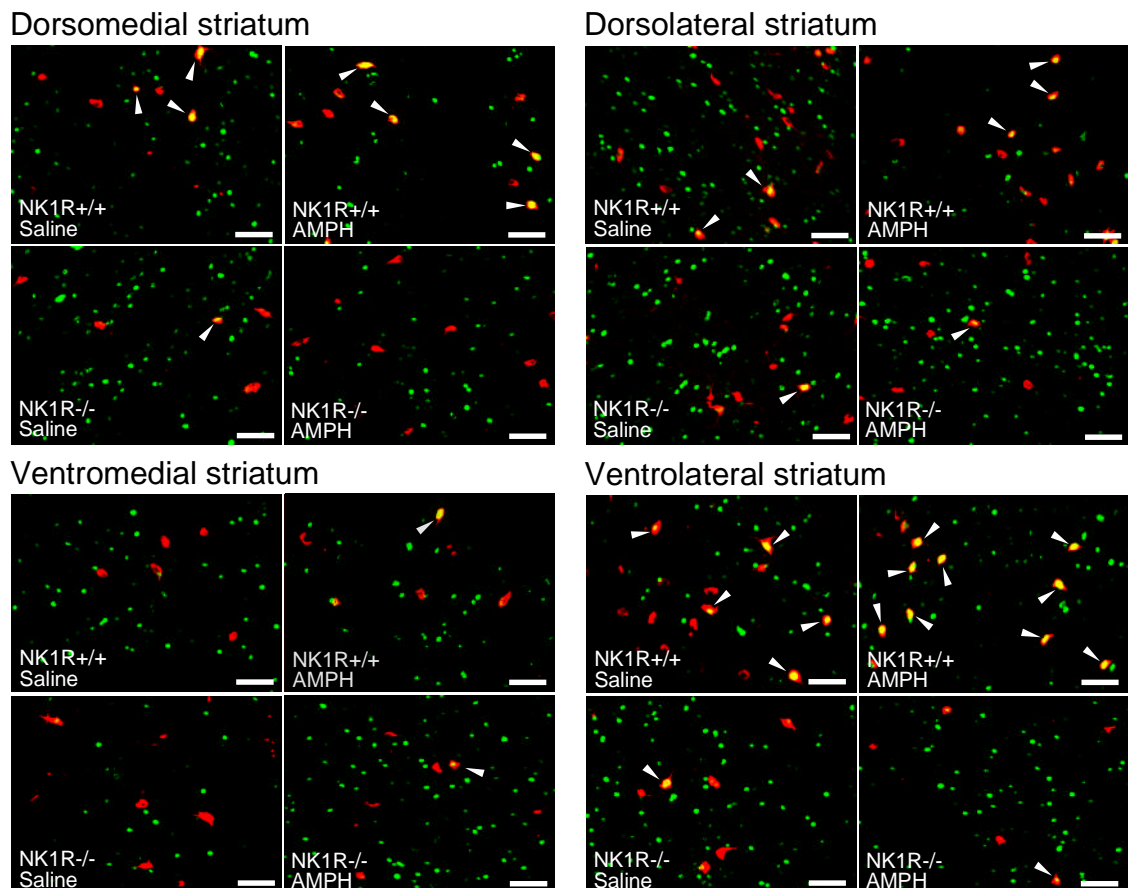 Dorsomedial striatum
NK1R+/+
Saline
NK1R+/+
AMPH
NK1R-/-
Saline
NK1R-/-
AMPH
Dorsolateral striatum
NK1R+/+
Saline
NK1R+/+
AMPH
NK1R-/-
Saline
NK1R-/-
AMPH
Ventromedial striatum
NK1R+/+
Saline
NK1R+/+
AMPH
NK1R-/-
Saline
NK1R-/-
AMPH
Ventrolateral striatum
NK1R+/+
Saline
NK1R+/+
AMPH
NK1R-/-
Saline
NK1R-/-
AMPH